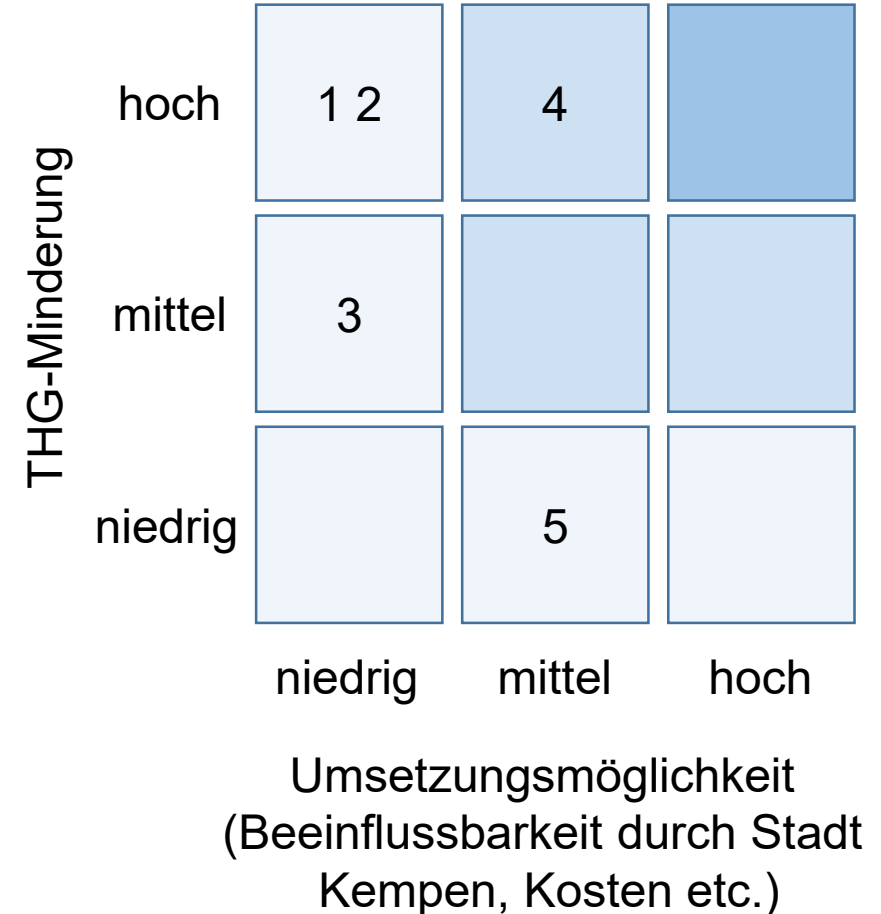 THG-Minderung
hoch
1 2
4
mittel
3
niedrig
5
niedrig
mittel
hoch
Umsetzungsmöglichkeit
(Beeinflussbarkeit durch Stadt
Kempen, Kosten etc.)